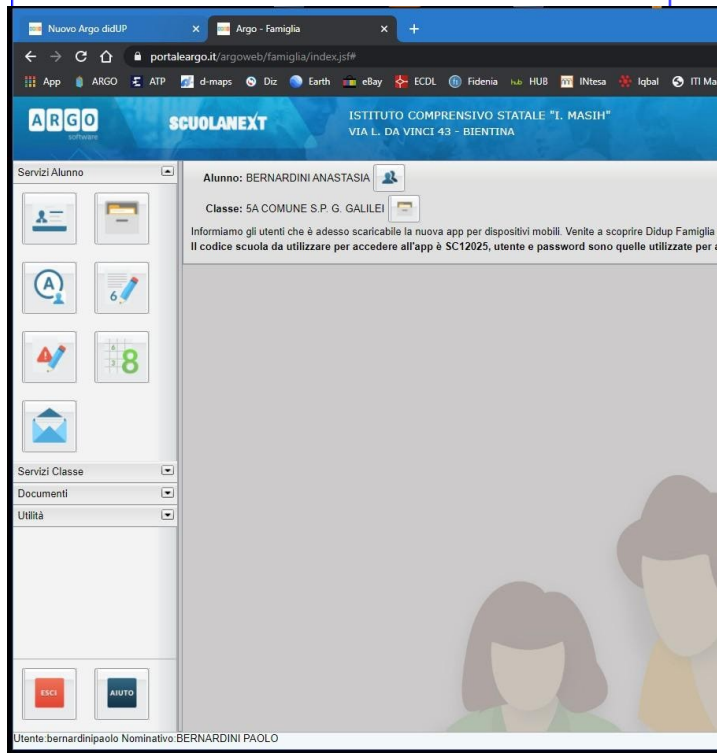 Nuovo Argo didUP
Argo - Famiglia
portaleargo.it/argoweb/famiglia/index.jsf#
App ARGO ATP d-maps Diz Earth eBay ECDL Fidenia HUB INtesa Iqbal ITI Ma
ARGO
software
SCUOLANEXT
ISTITUTO COMPRENSIVO STATALE "I. MASIH"
VIA L. DA VINCI 43 - BIENTINA
Servizi Alunno
Alunno: BERNARDINI ANASTASIA
Classe: 5A COMUNE S.P. G. GALILEI
Informiamo gli utenti che è adesso scaricabile la nuova app per dispositivi mobili. Venite a scoprire Didup Famiglia
Il codice scuola da utilizzare per accedere all'app è SC12025, utente e password sono quelle utilizzate per a
A
6
8
Servizi Classe
Documenti
Utilità
ESCI
AIUTO
Utente:bernardinipaolo Nominativo:BERNARDINI PAOLO